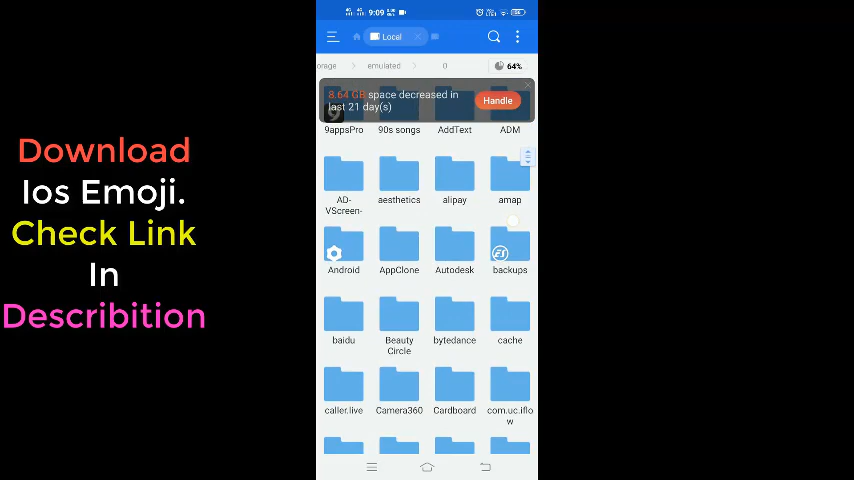 9:09
Local
orage
emulated
0
64%
8.64 GB space decreased in
last 21 day(s)
Handle
9appsPro
90s songs
AddText
ADM
AD-
VScreen-
aesthetics
alipay
amap
Android
AppClone
Autodesk
backups
baidu
Beauty
Circle
bytedance
cache
caller.live
Camera360
Cardboard
com.uc.iflo
w
Download
Ios Emoji.
Check Link
In
Describition